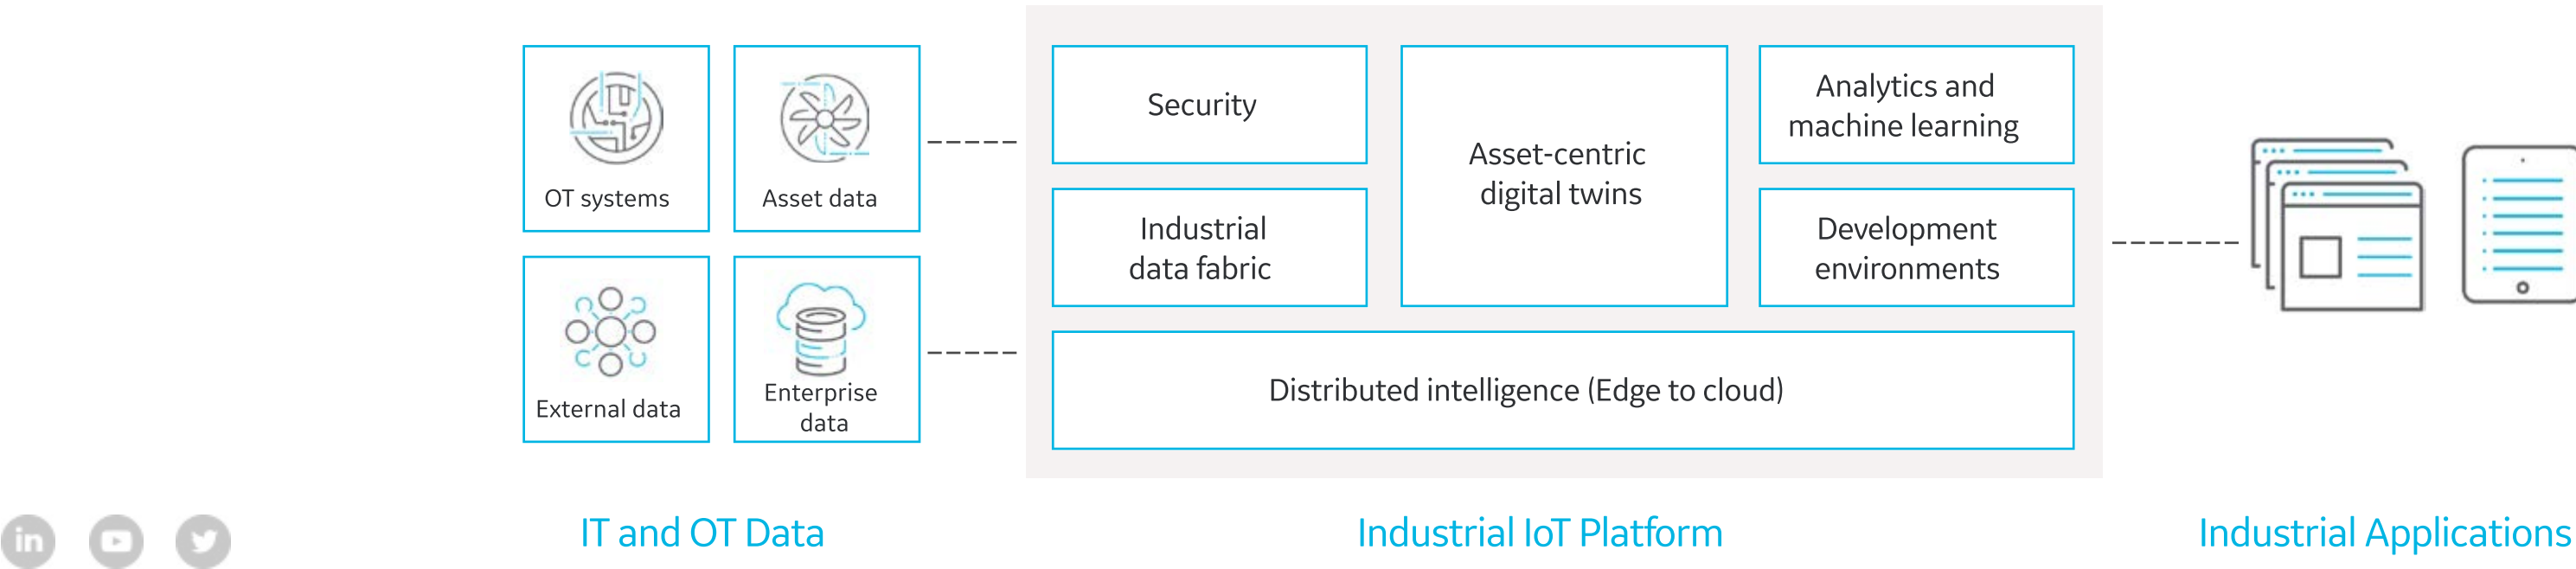 OT systems
Asset data
External data
Enterprise
data
Security
Industrial
data fabric
Asset-centric
digital twins
Analytics and
machine learning
Development
environments
Distributed intelligence (Edge to cloud)
in
IT and OT Data
Industrial IoT Platform
Industrial Applications